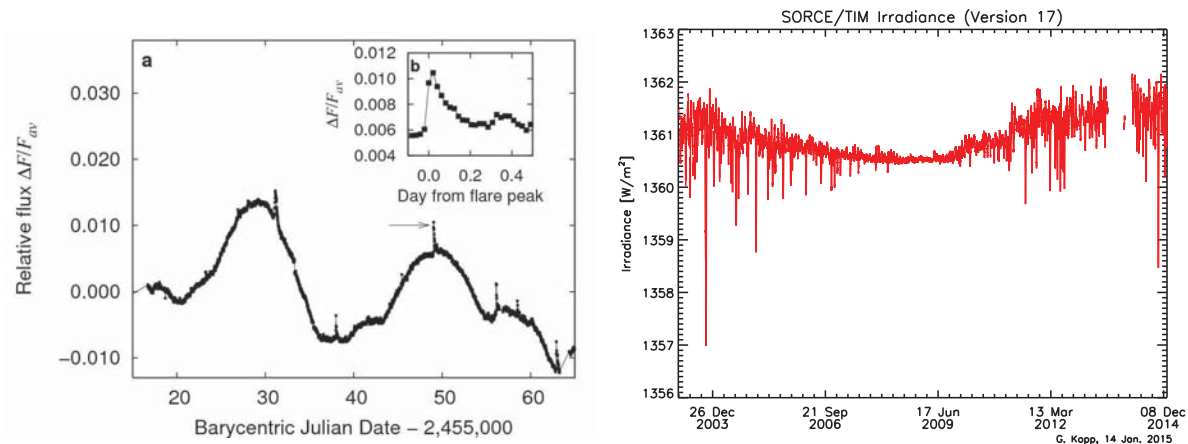 a
0.030
0.020
0.010
0.000
−0.010
Relative flux ΔF/F_av
20
30
40
50
60
Barycentric Julian Date − 2,455,000
b
0.012
0.010
0.008
0.006
0.004
ΔF/F_av
0.0
0.2
0.4
Day from flare peak
SORCE/TIM Irradiance (Version 17)
1363
1362
1361
1360
1359
1358
1357
1356
Irradiance [W/m²]
26 Dec 21 Sep 17 Jun 13 Mar 08 Dec
2003 2006 2009 2012 2014
G. Kopp, 14 Jan, 2015